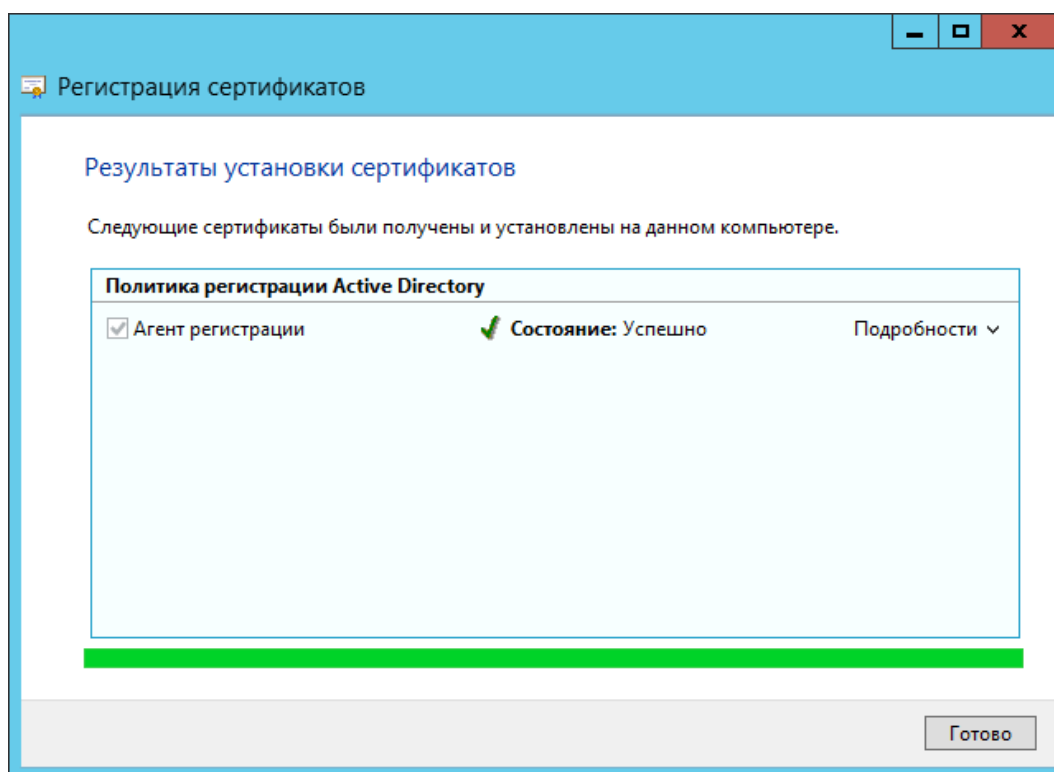 Регистрация сертификатов
Результаты установки сертификатов
Следующие сертификаты были получены и установлены на данном компьютере.
Политика регистрации Active Directory
Агент регистрации Состояние: Успешно Подробности
Готово